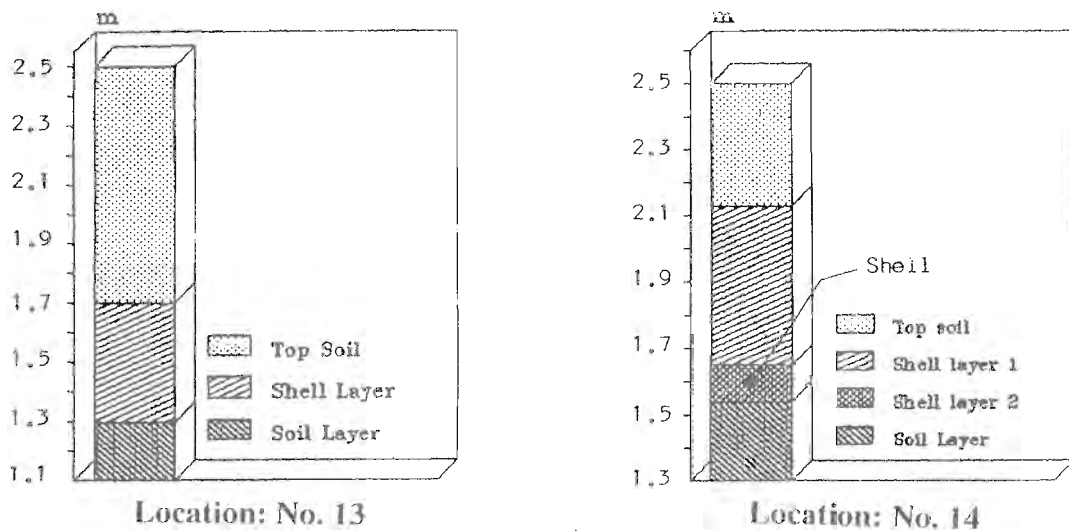 m
2.5
2.3
2.1
1.9
1.7
1.5
1.3
1.1
Top Soil
Shell Layer
Soil Layer
Location: No. 13
m
2.5
2.3
2.1
1.9
1.7
1.5
1.3
Shell
Top soil
Shell layer 1
Shell layer 2
Soil Layer
Location: No. 14